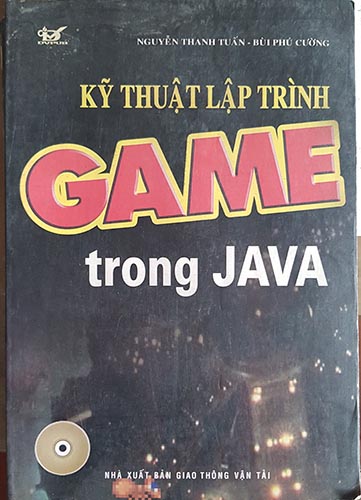 DVPUB
NGUYỄN THANH TUẤN - BÙI PHÚ CƯỜNG
KỸ THUẬT LẬP TRÌNH
GAME
trong JAVA
NHÀ XUẤT BẢN GIAO THÔNG VẬN TẢI